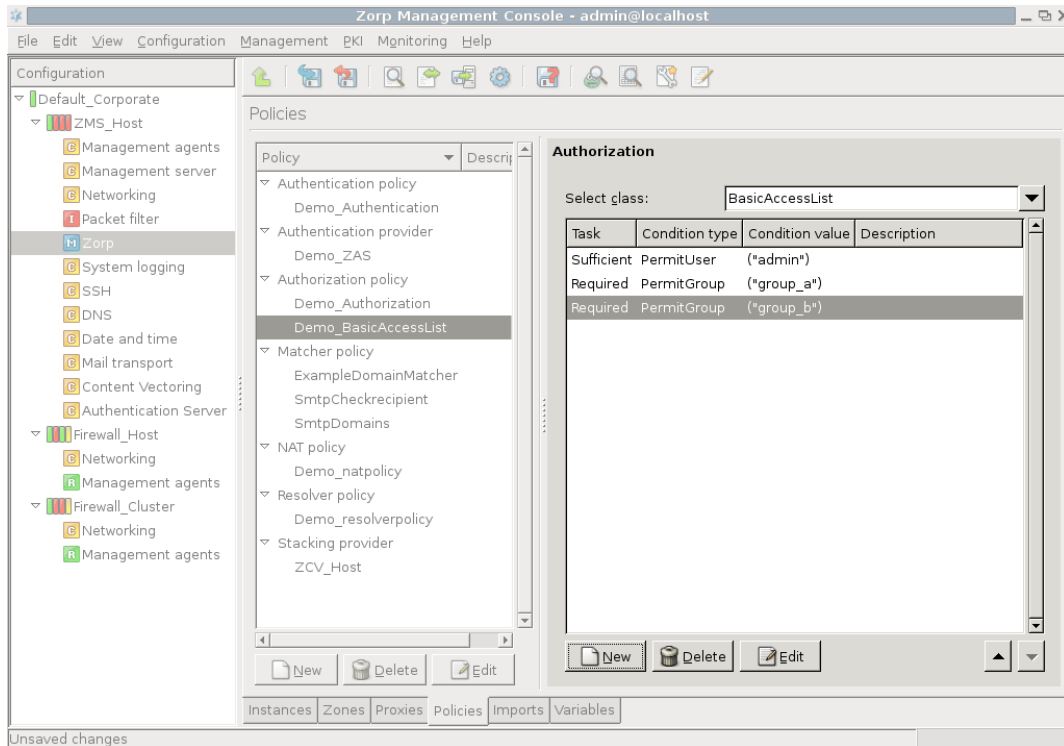 Zorp Management Console - admin@localhost
File Edit View Configuration Management PKI Monitoring Help
Configuration
Default_Corporate
ZMS_Host
Management agents
Management server
Networking
Packet filter
Zorp
System logging
SSH
DNS
Date and time
Mail transport
Content Vectoring
Authentication Server
Firewall_Host
Networking
Management agents
Firewall_Cluster
Networking
Management agents
Policies
Policy Descrip
Authentication policy
Demo_Authentication
Authentication provider
Demo_ZAS
Authorization policy
Demo_Authorization
Demo_BasicAccessList
Matcher policy
ExampleDomainMatcher
SmtpCheckrecipient
SmtpDomains
NAT policy
Demo_natpolicy
Resolver policy
Demo_resolverpolicy
Stacking provider
ZCV_Host
New Delete Edit
Authorization
Select class: BasicAccessList
Task Condition type Condition value Description
Sufficient PermitUser ("admin")
Required PermitGroup ("group_a")
Required PermitGroup ("group_b")
New Delete Edit
Instances Zones Proxies Policies Imports Variables
Unsaved changes